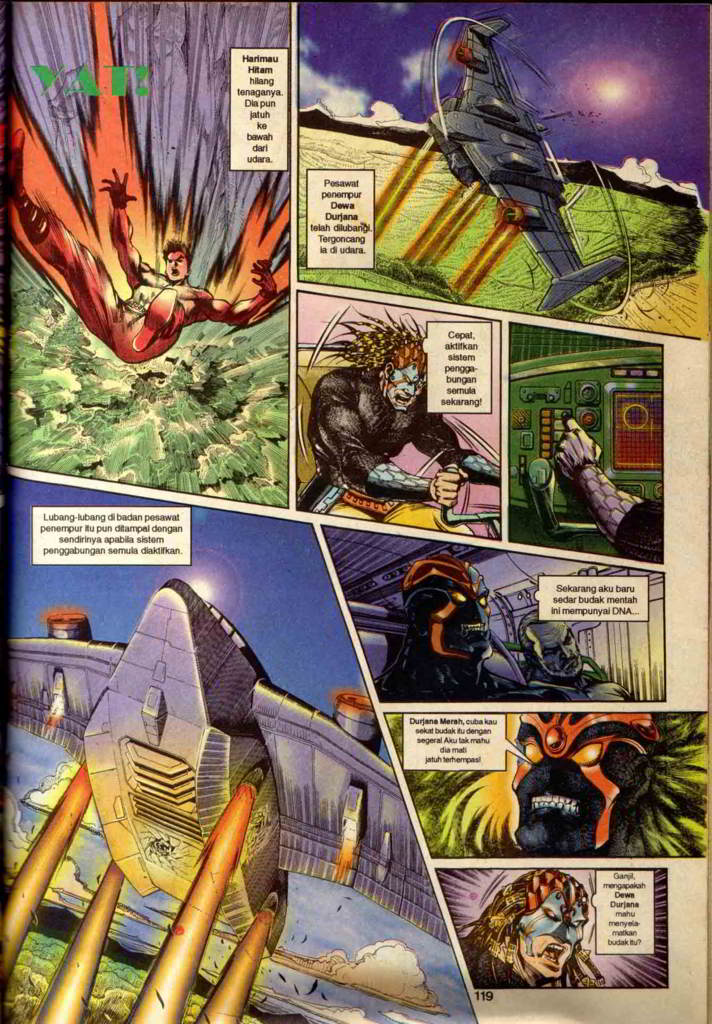 YAT!
Harimau
Hitam
hilang
tenaganya.
Dia pun
jatuh
ke
bawah
dari
udara.
Pesawat
penempur
Dewa
Durjana
telah dilubangi.
Tergoncang
ia di udara.
Cepat,
aktifkan
sistem
pengga-
bungan
semula
sekarang!
Lubang-lubang di badan pesawat
penempur itu pun ditampal dengan
sendirinya apabila sistem
penggabungan semula diaktifkan.
Sekarang aku baru
sedar budak mentah
ini mempunyai DNA...
Durjana Merah, cuba kau
sekat budak itu dengan
segera! Aku tak mahu
dia mati
jatuh terhempas!
Ganjil,
mengapakah
Dewa
Durjana
mahu
menyela-
matkan
budak itu?
119